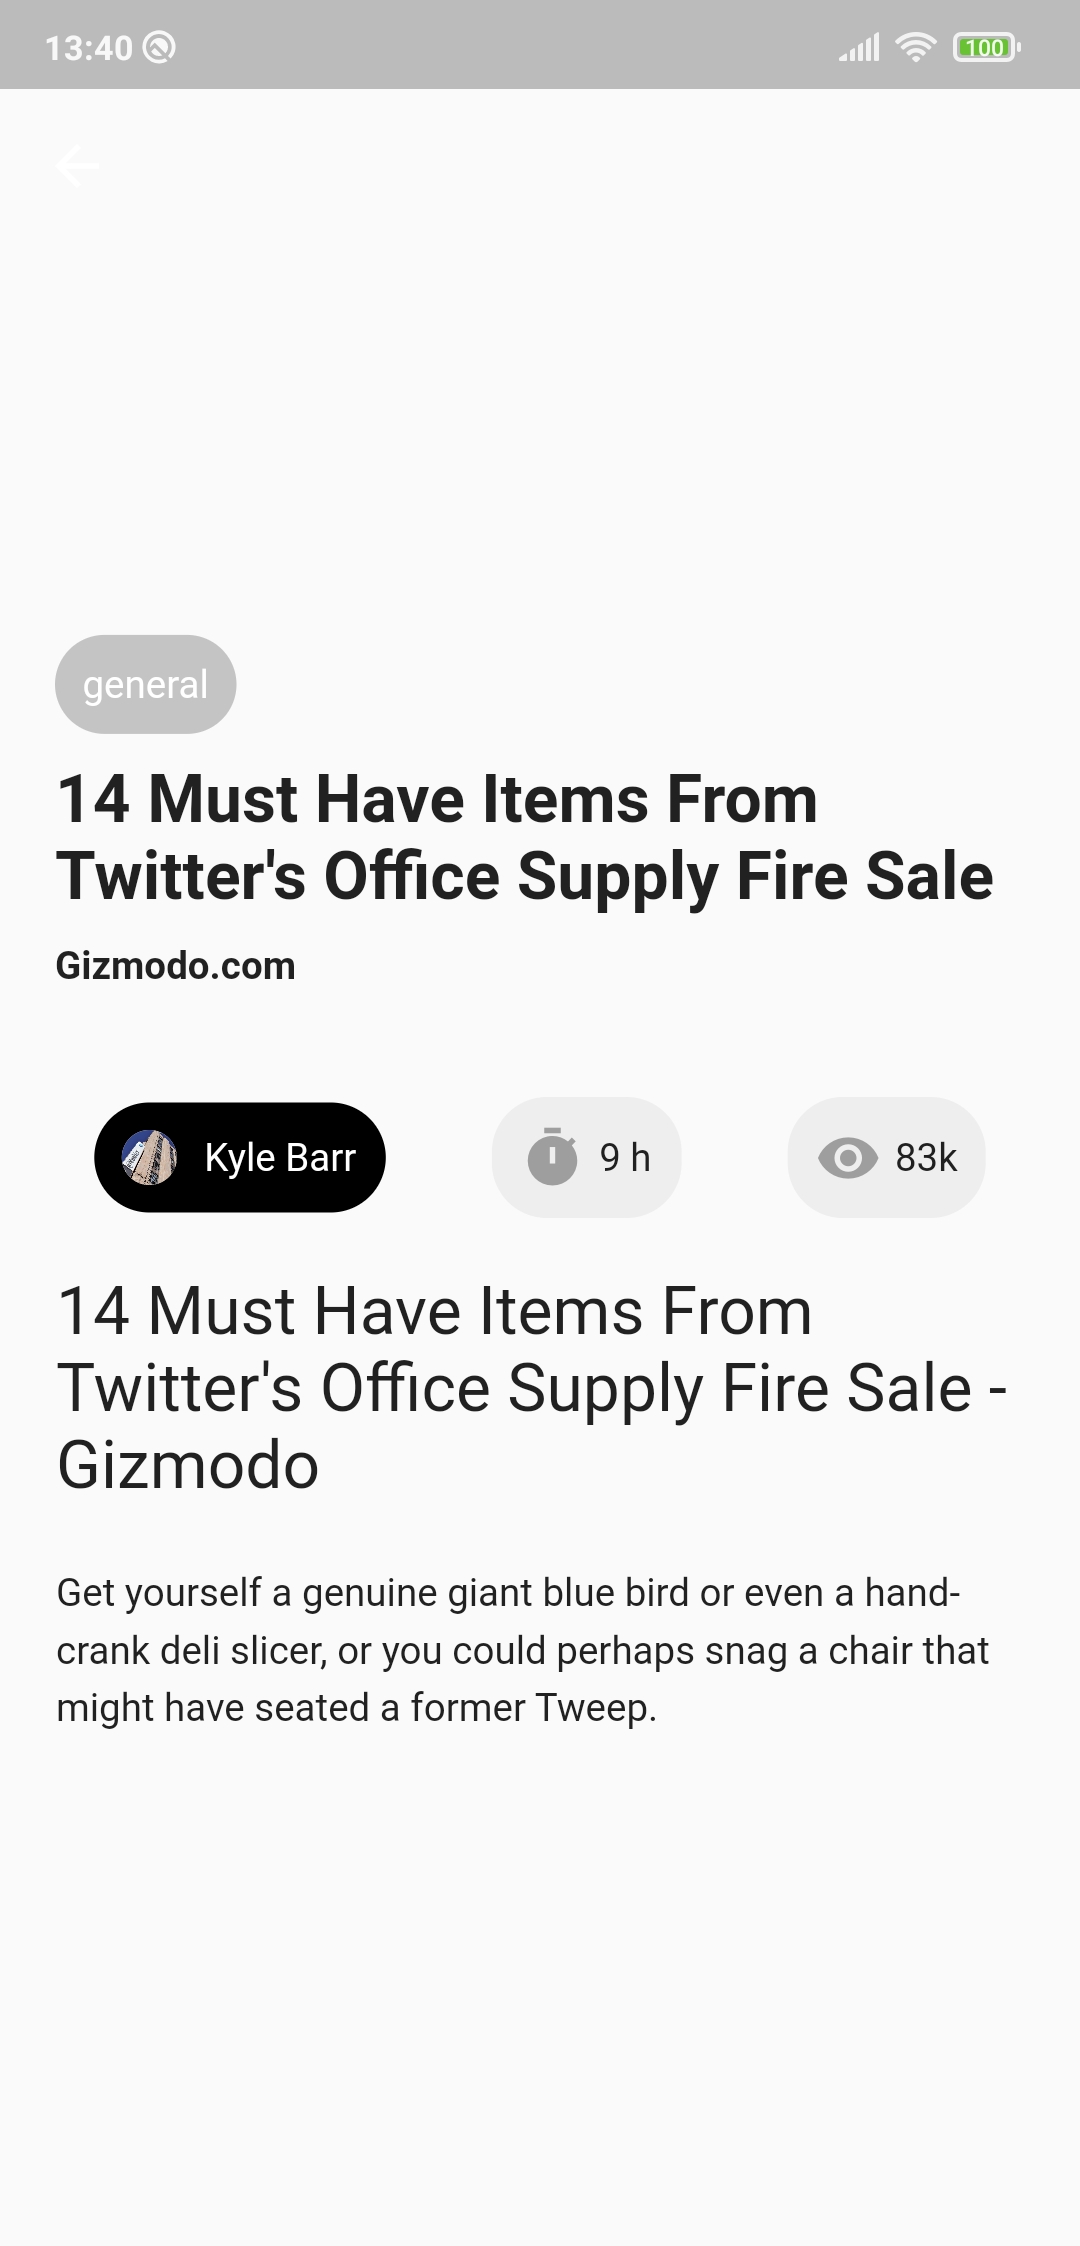 13:40
100
general
14 Must Have Items From
Twitter's Office Supply Fire Sale
Gizmodo.com
Kyle Barr
9 h
83k
14 Must Have Items From
Twitter's Office Supply Fire Sale -
Gizmodo
Get yourself a genuine giant blue bird or even a hand-
crank deli slicer, or you could perhaps snag a chair that
might have seated a former Tweep.